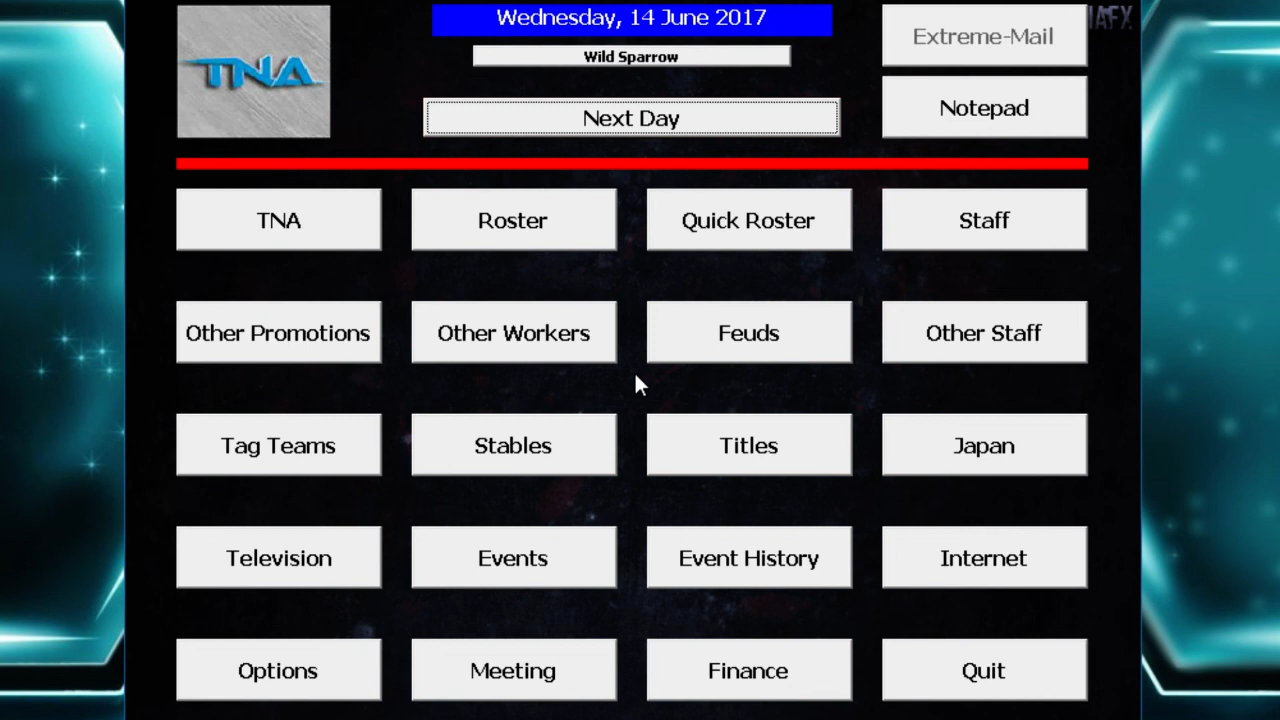 TNA
Wednesday, 14 June 2017
Wild Sparrow
Next Day
Extreme-Mail
Notepad
TNA
Roster
Quick Roster
Staff
Other Promotions
Other Workers
Feuds
Other Staff
Tag Teams
Stables
Titles
Japan
Television
Events
Event History
Internet
Options
Meeting
Finance
Quit